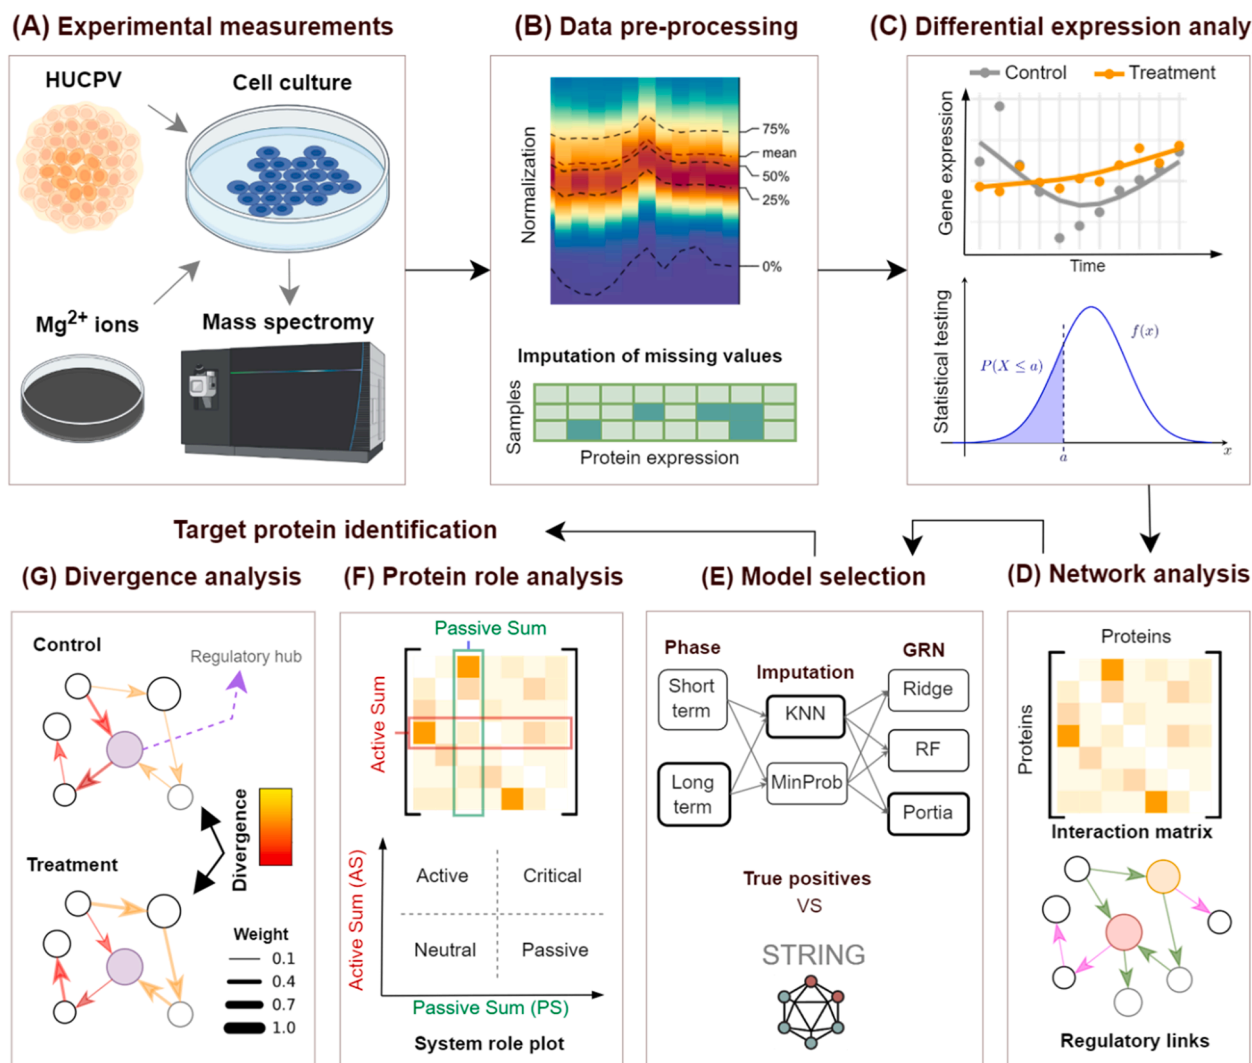 (A) Experimental measurements
HUCPV
Cell culture
Mg2+ ions
Mass spectromy
(B) Data pre-processing
Normalization
75%
mean
50%
25%
0%
Imputation of missing values
Samples
Protein expression
(C) Differential expression analy
Control
Treatment
Gene expression
Time
Statistical testing
P(X ≤ a)
f(x)
a
x
Target protein identification
(G) Divergence analysis
Control
Regulatory hub
Divergence
Treatment
Weight
0.1
0.4
0.7
1.0
(F) Protein role analysis
Passive Sum
Active Sum
Active Sum (AS)
Active
Critical
Neutral
Passive
Passive Sum (PS)
System role plot
(E) Model selection
Phase
Imputation
GRN
Short
term
Long
term
KNN
MinProb
Ridge
RF
Portia
True positives
VS
STRING
(D) Network analysis
Proteins
Proteins
Interaction matrix
Regulatory links